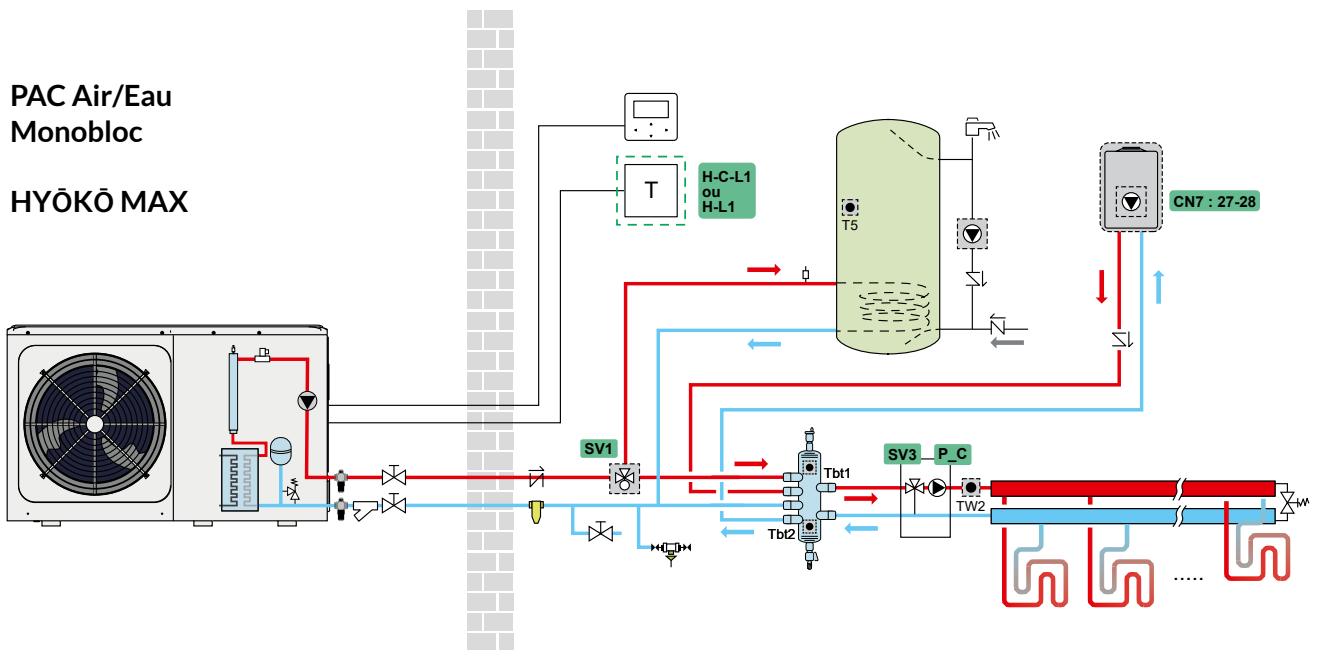 PAC Air/Eau
Monobloc
HYŌKŌ MAX
T
H-C-L1
ou
H-L1
T5
CN7 : 27-28
SV1
Tbt1
SV3
P_C
TW2
Tbt2
.....